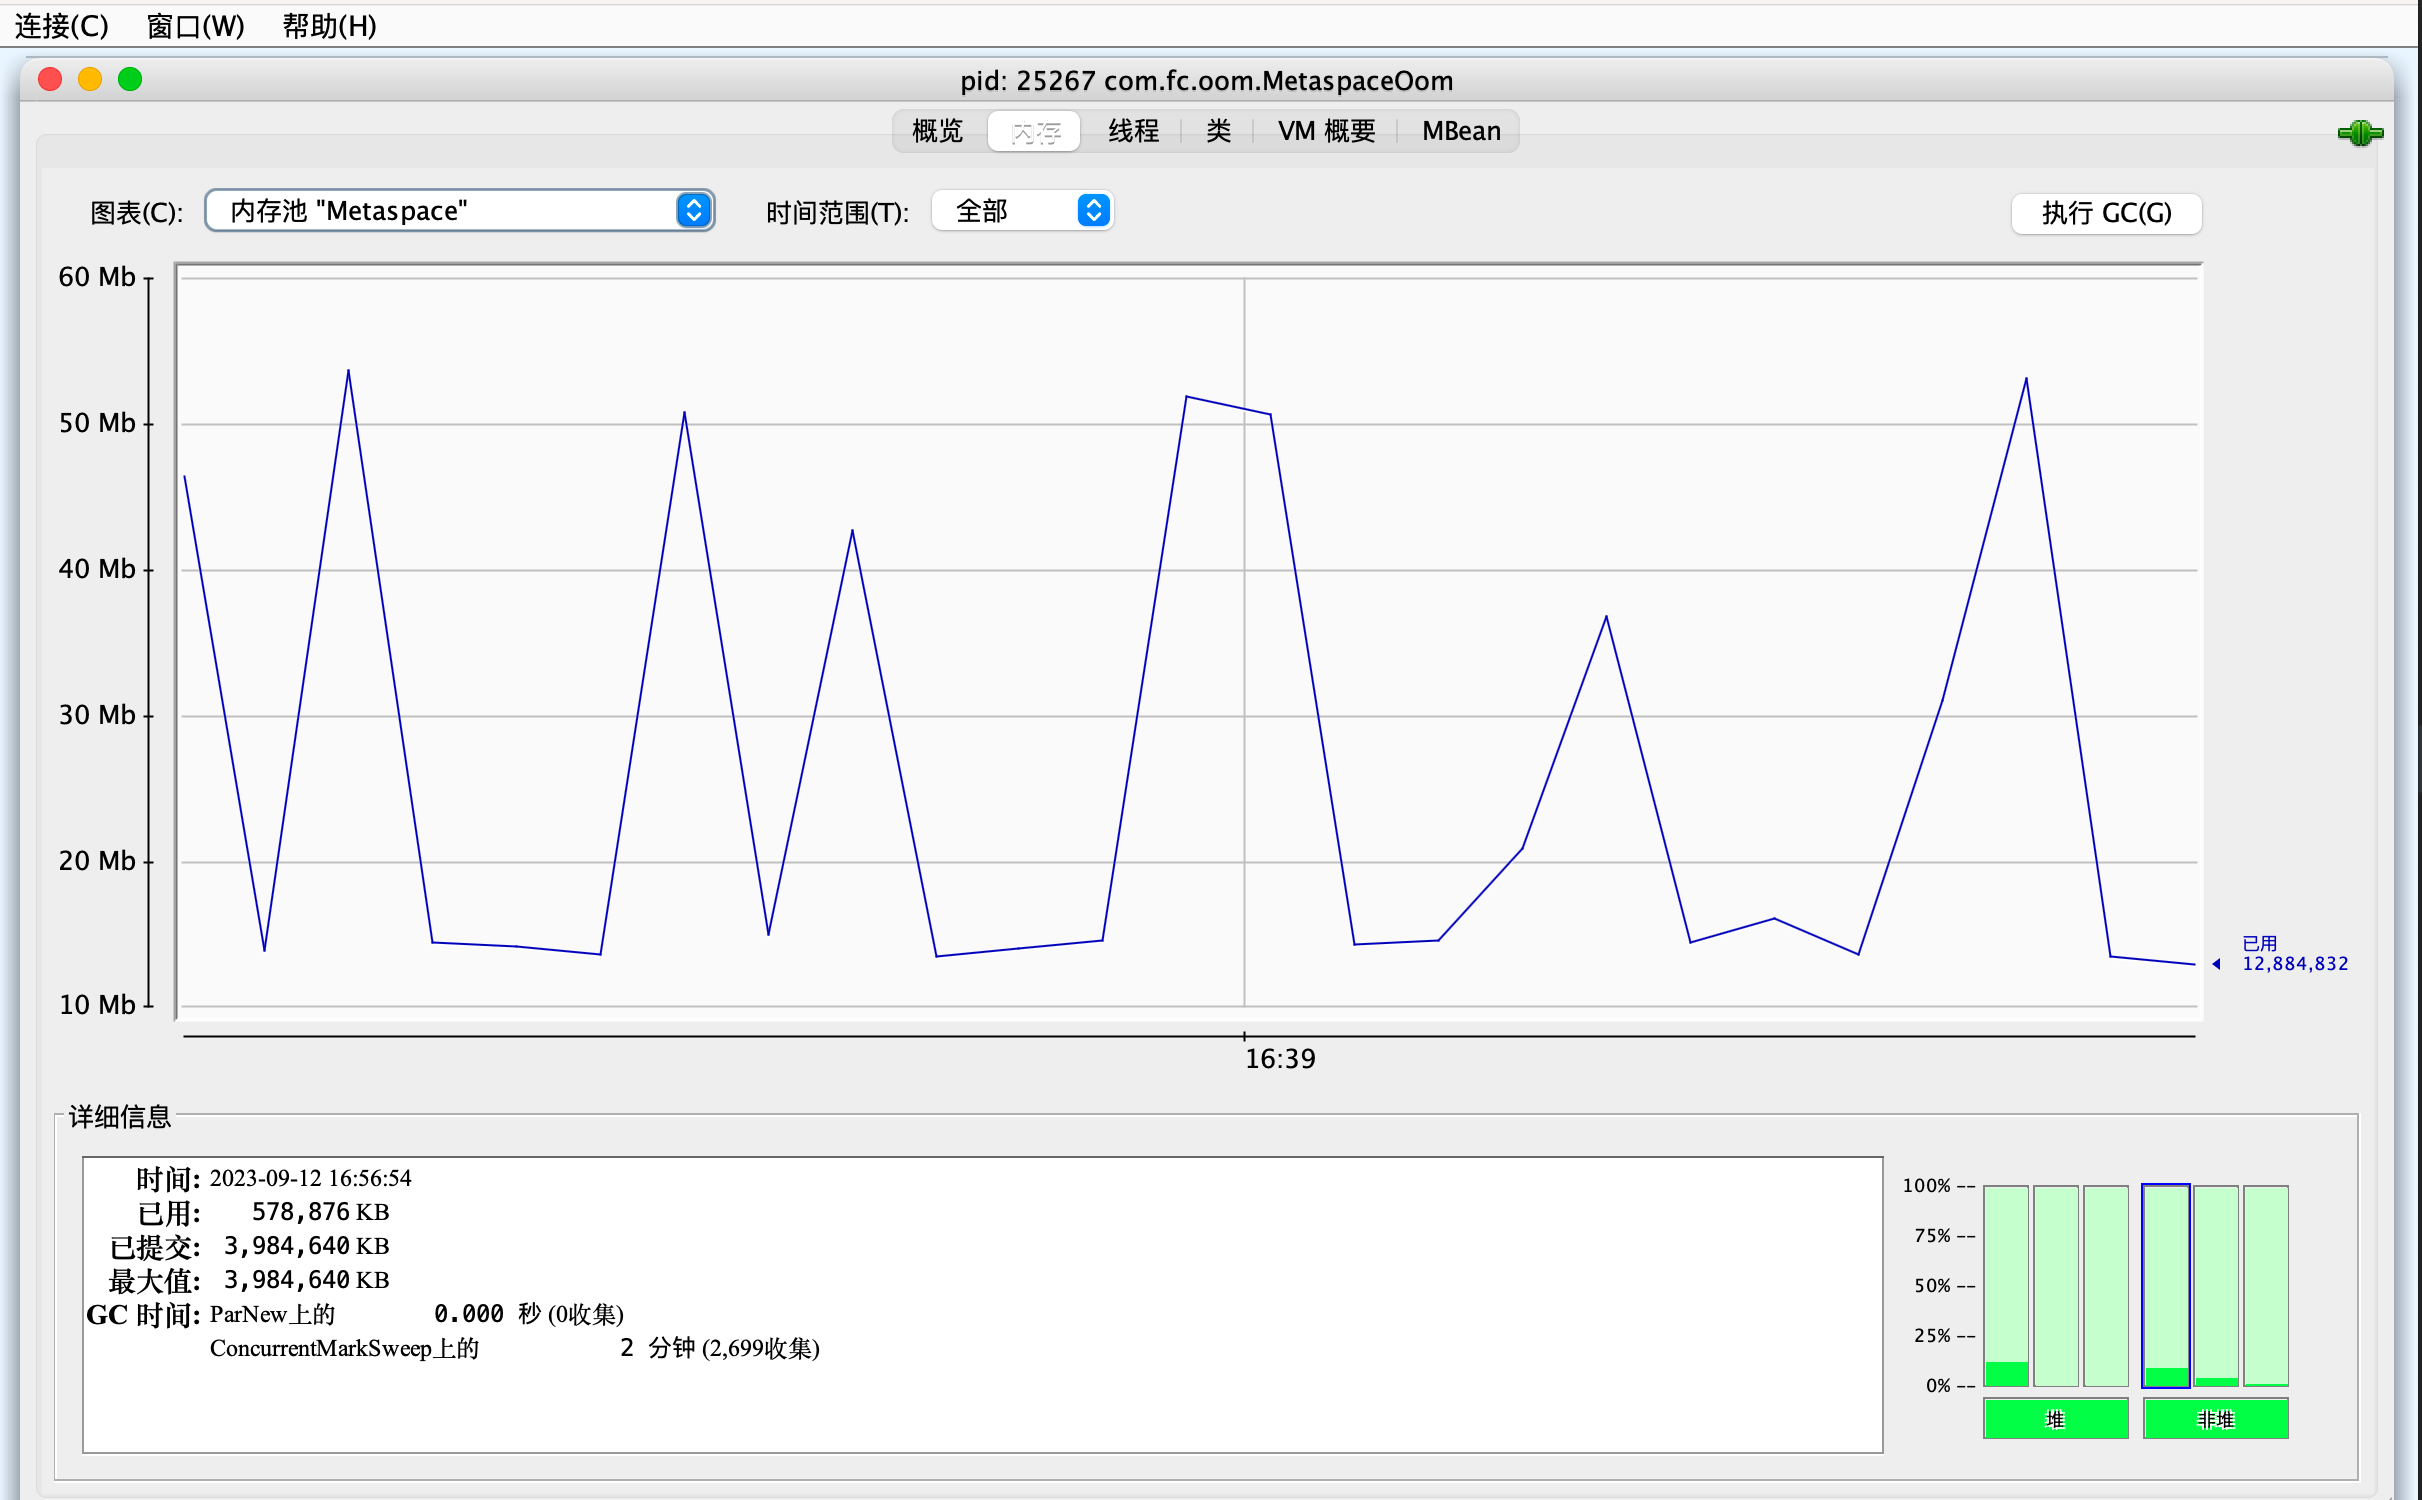 连接(C) 窗口(W) 帮助(H)
pid: 25267 com.fc.oom.MetaspaceOom
概览 内存 线程 类 VM 概要 MBean
图表(C): 内存池 "Metaspace" 时间范围(T): 全部 执行 GC(G)
60 Mb
50 Mb
40 Mb
30 Mb
20 Mb
10 Mb
已用
12,884,832
16:39
详细信息
时间: 2023-09-12 16:56:54
已用: 578,876 KB
已提交: 3,984,640 KB
最大值: 3,984,640 KB
GC 时间: ParNew上的 0.000 秒 (0收集)
ConcurrentMarkSweep上的 2 分钟 (2,699收集)
100% --
75% --
50% --
25% --
0% --
堆 非堆